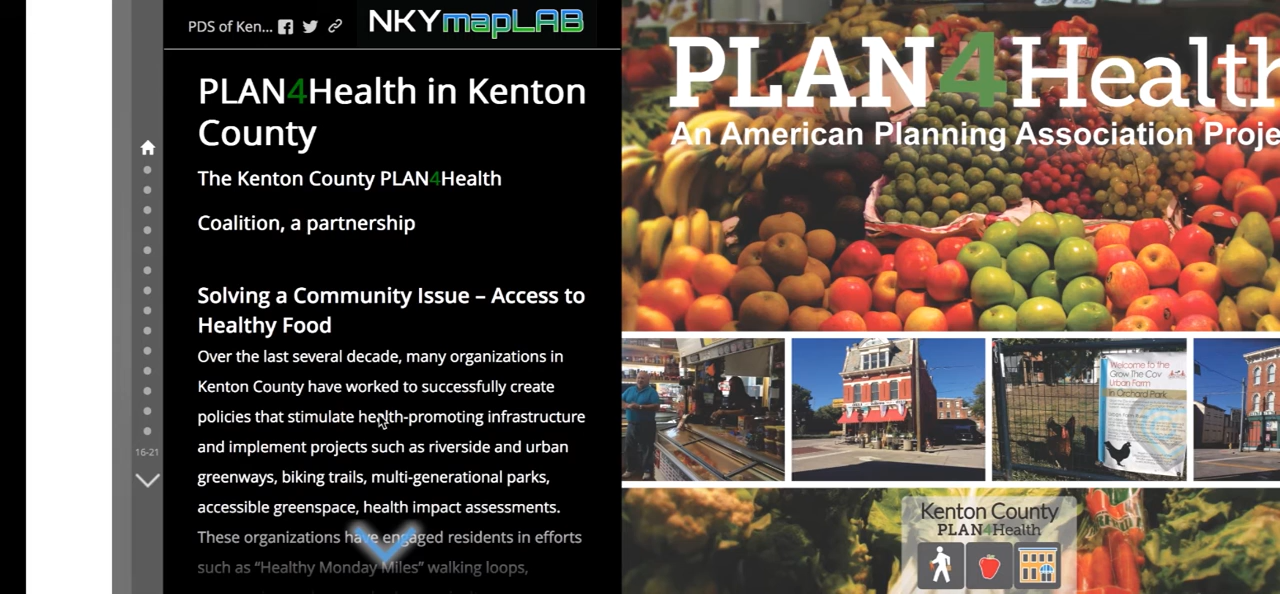 PDS of Ken...
NKYmapLAB
PLAN4Health in Kenton
County
The Kenton County PLAN4Health
Coalition, a partnership
Solving a Community Issue – Access to
Healthy Food
Over the last several decade, many organizations in
Kenton County have worked to successfully create
policies that stimulate health-promoting infrastructure
and implement projects such as riverside and urban
greenways, biking trails, multi-generational parks,
accessible greenspace, health impact assessments.
These organizations have engaged residents in efforts
such as “Healthy Monday Miles” walking loops,
16-21
PLAN4Health
An American Planning Association Proje
Welcome to the
Grow The Cov
Urban Farm
in Orchard Park
Kenton County
PLAN4Health